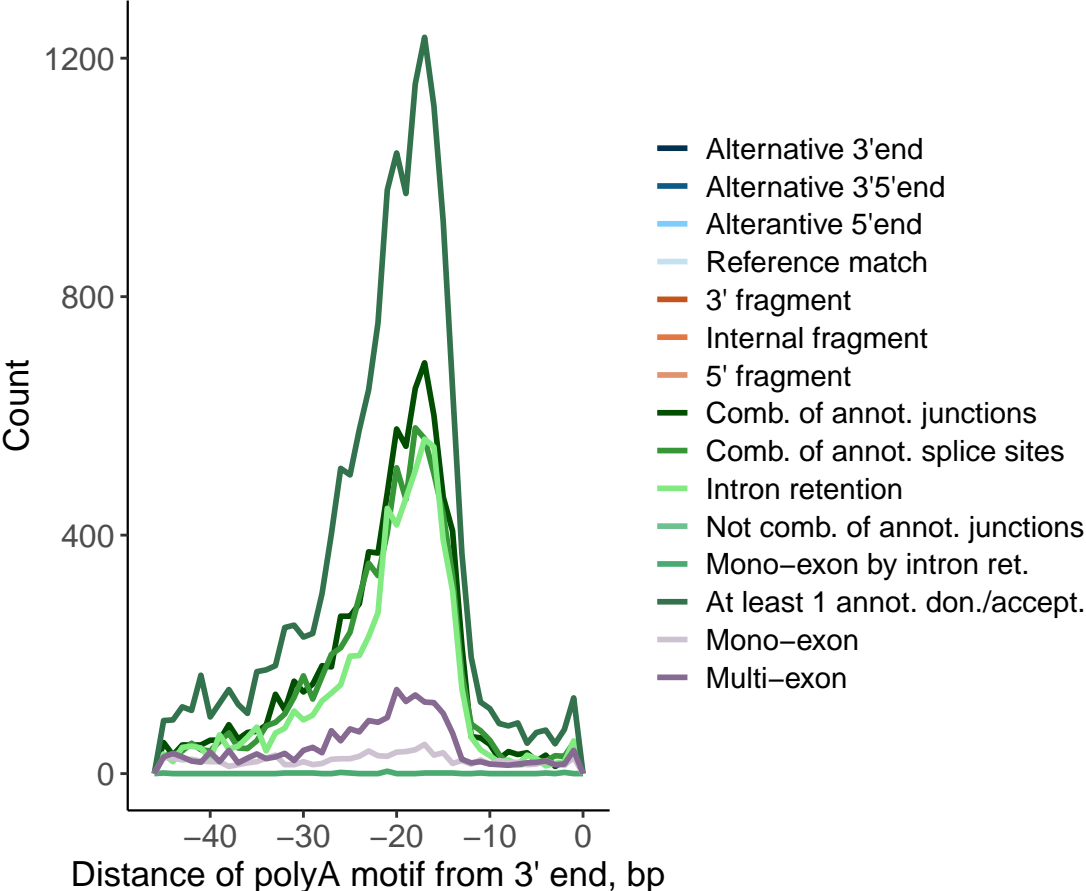 1200
800
400
0
Count
−40
−30
−20
−10
0
Distance of polyA motif from 3' end, bp
Alternative 3'end
Alternative 3'5'end
Alterantive 5'end
Reference match
3' fragment
Internal fragment
5' fragment
Comb. of annot. junctions
Comb. of annot. splice sites
Intron retention
Not comb. of annot. junctions
Mono−exon by intron ret.
At least 1 annot. don./accept.
Mono−exon
Multi−exon